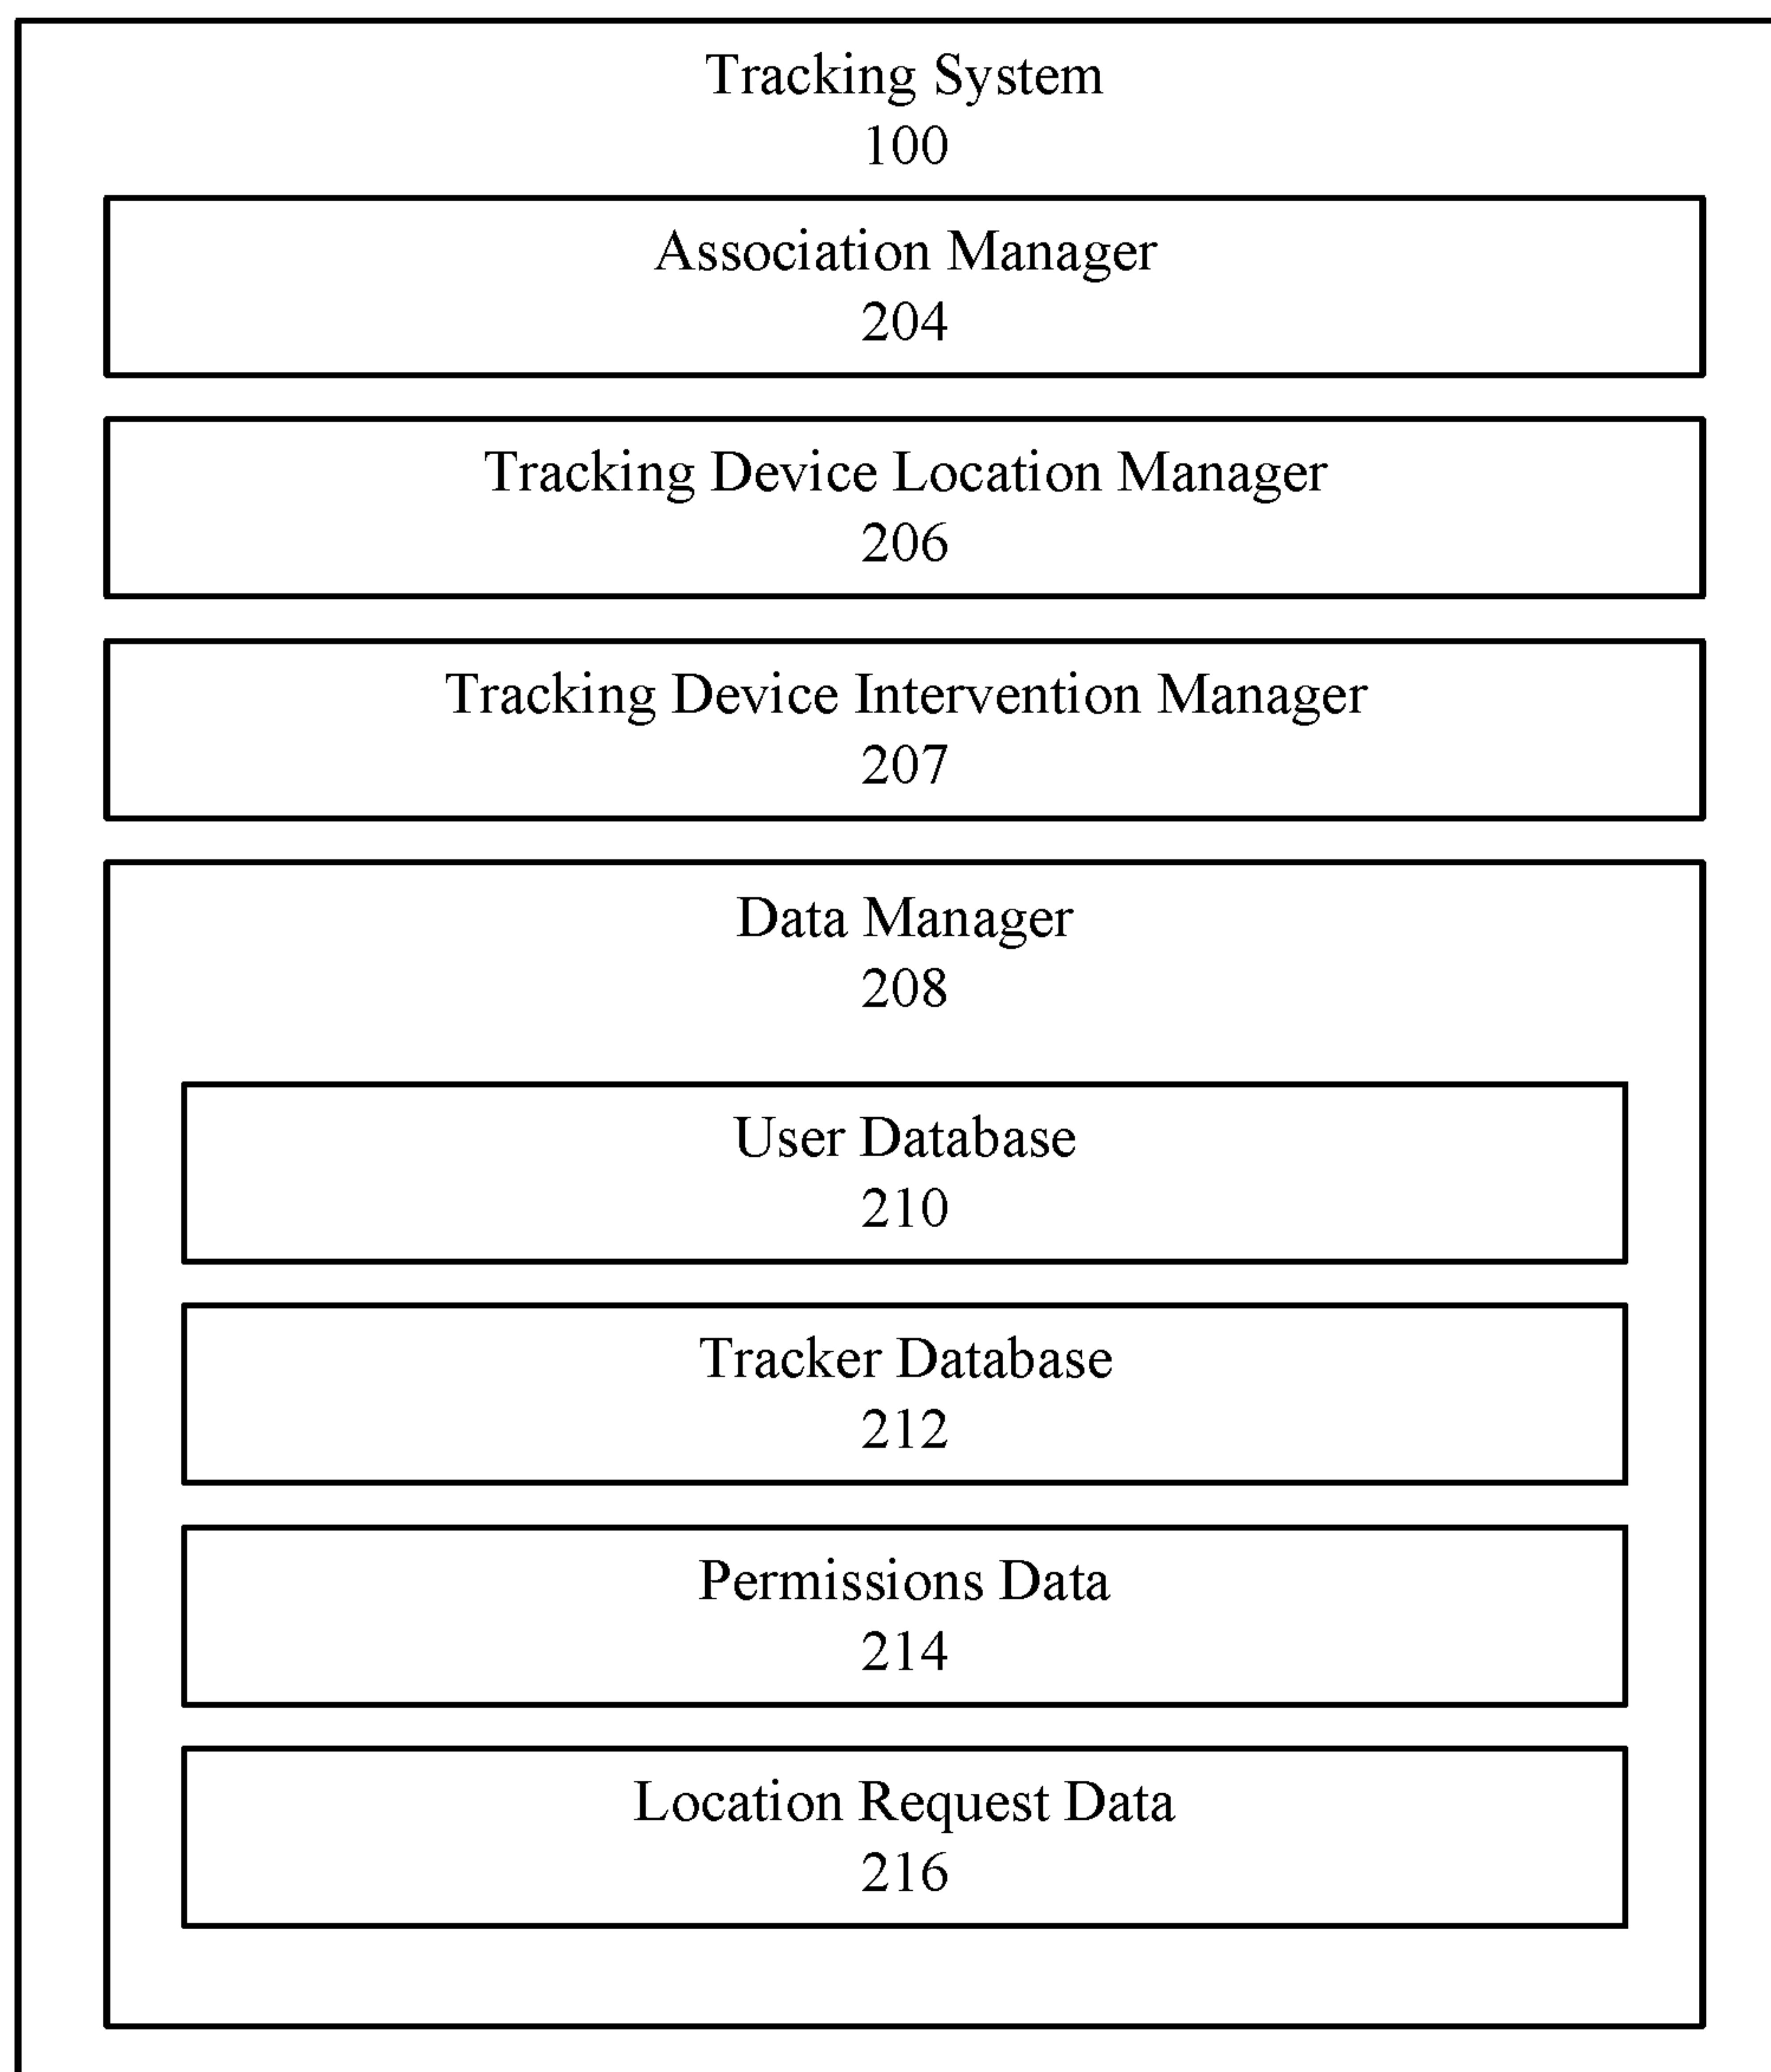 Tracking System
100
Association Manager
204
Tracking Device Location Manager
206
Tracking Device Intervention Manager
207
Data Manager
208
User Database
210
Tracker Database
212
Permissions Data
214
Location Request Data
216